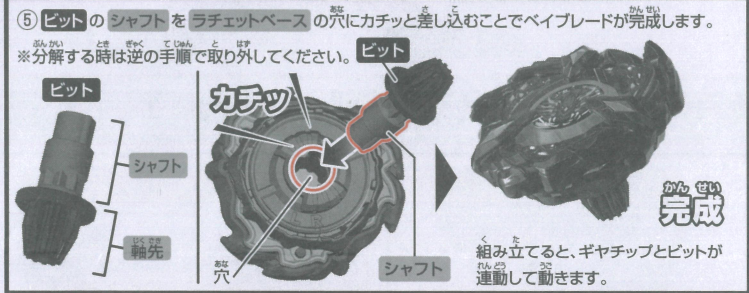 ⑤ビットのシャフトをラチェットベースの穴にカチッと差し込むことでベイブレードが完成します。
※分解する時は逆の手順で取り外してください。
ビット
ビット
シャフト
軸先
カチッ
穴
シャフト
完成
組み立てると、ギヤチップとビットが
連動して動きます。